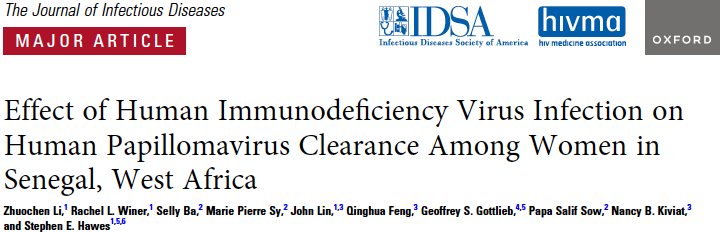 The Journal of Infectious Diseases
MAJOR ARTICLE
IDSA
Infectious Diseases Society of America
hivma
hiv medicine association
OXFORD
Effect of Human Immunodeficiency Virus Infection on
Human Papillomavirus Clearance Among Women in
Senegal, West Africa
Zhuochen Li,1 Rachel L. Winer,1 Selly Ba,2 Marie Pierre Sy,2 John Lin,1,3 Qinghua Feng,3 Geoffrey S. Gottlieb,4,5 Papa Salif Sow,2 Nancy B. Kiviat,3
and Stephen E. Hawes1,5,6